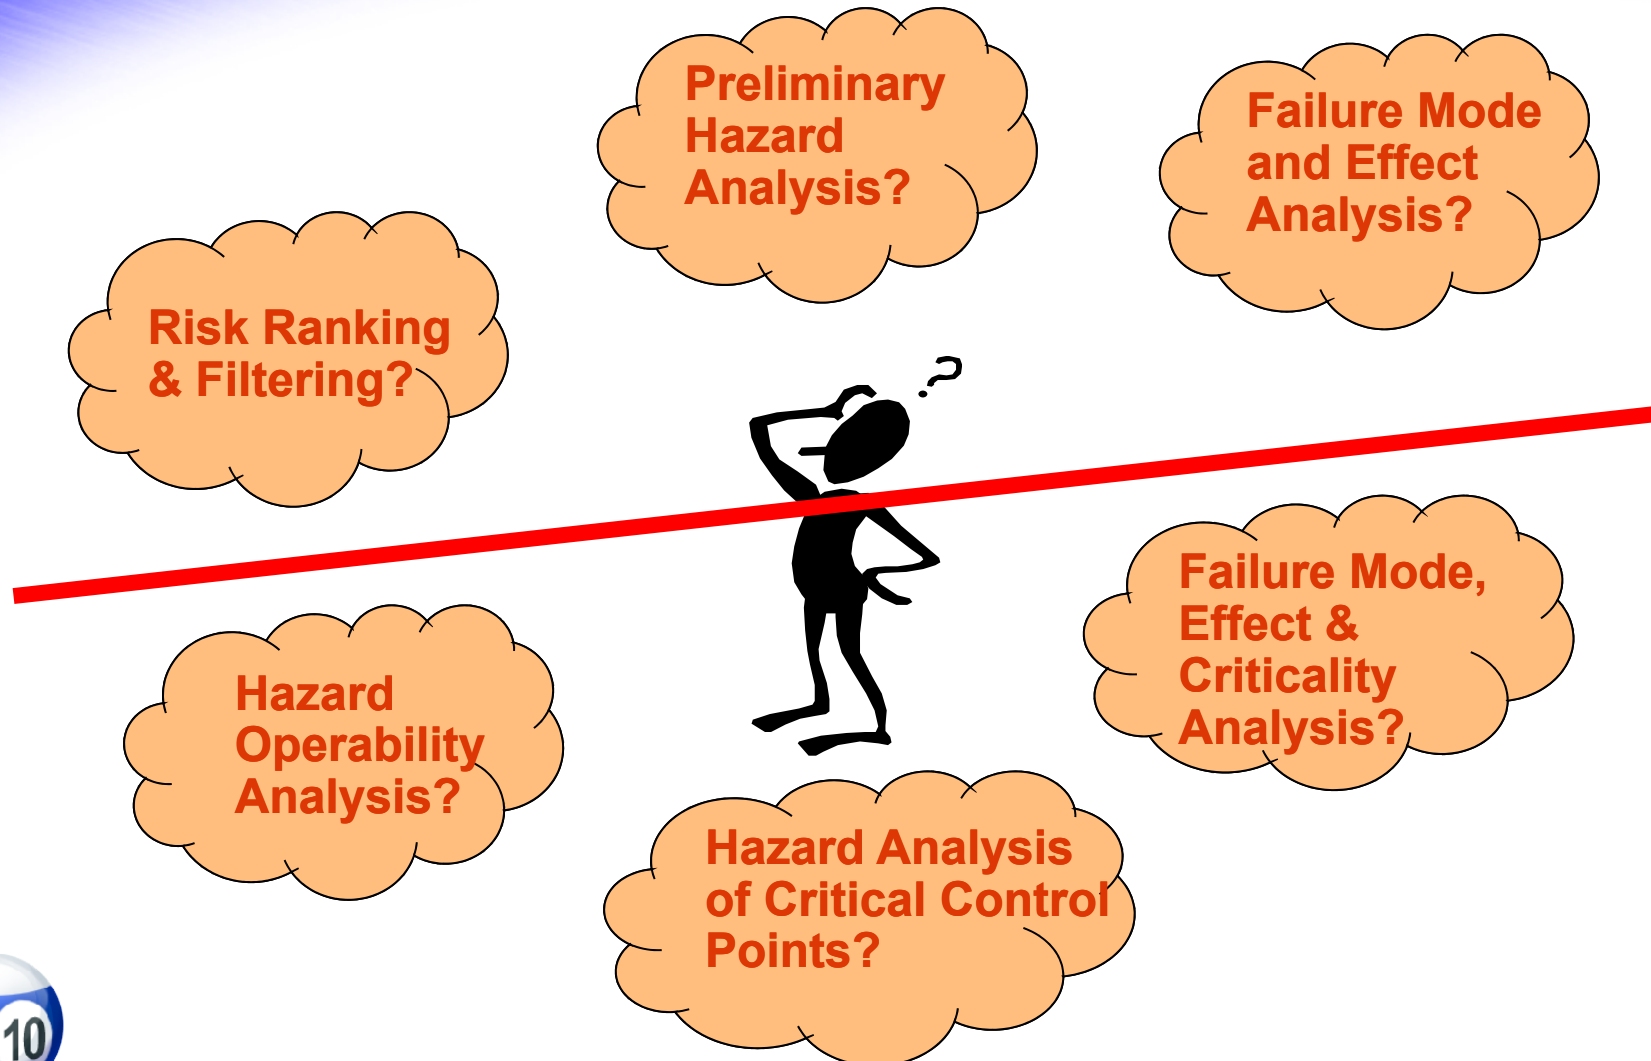 Preliminary
Hazard
Analysis?
Failure Mode
and Effect
Analysis?
Risk Ranking
& Filtering?
?
Failure Mode,
Effect &
Criticality
Analysis?
Hazard
Operability
Analysis?
Hazard Analysis
of Critical Control
Points?
10